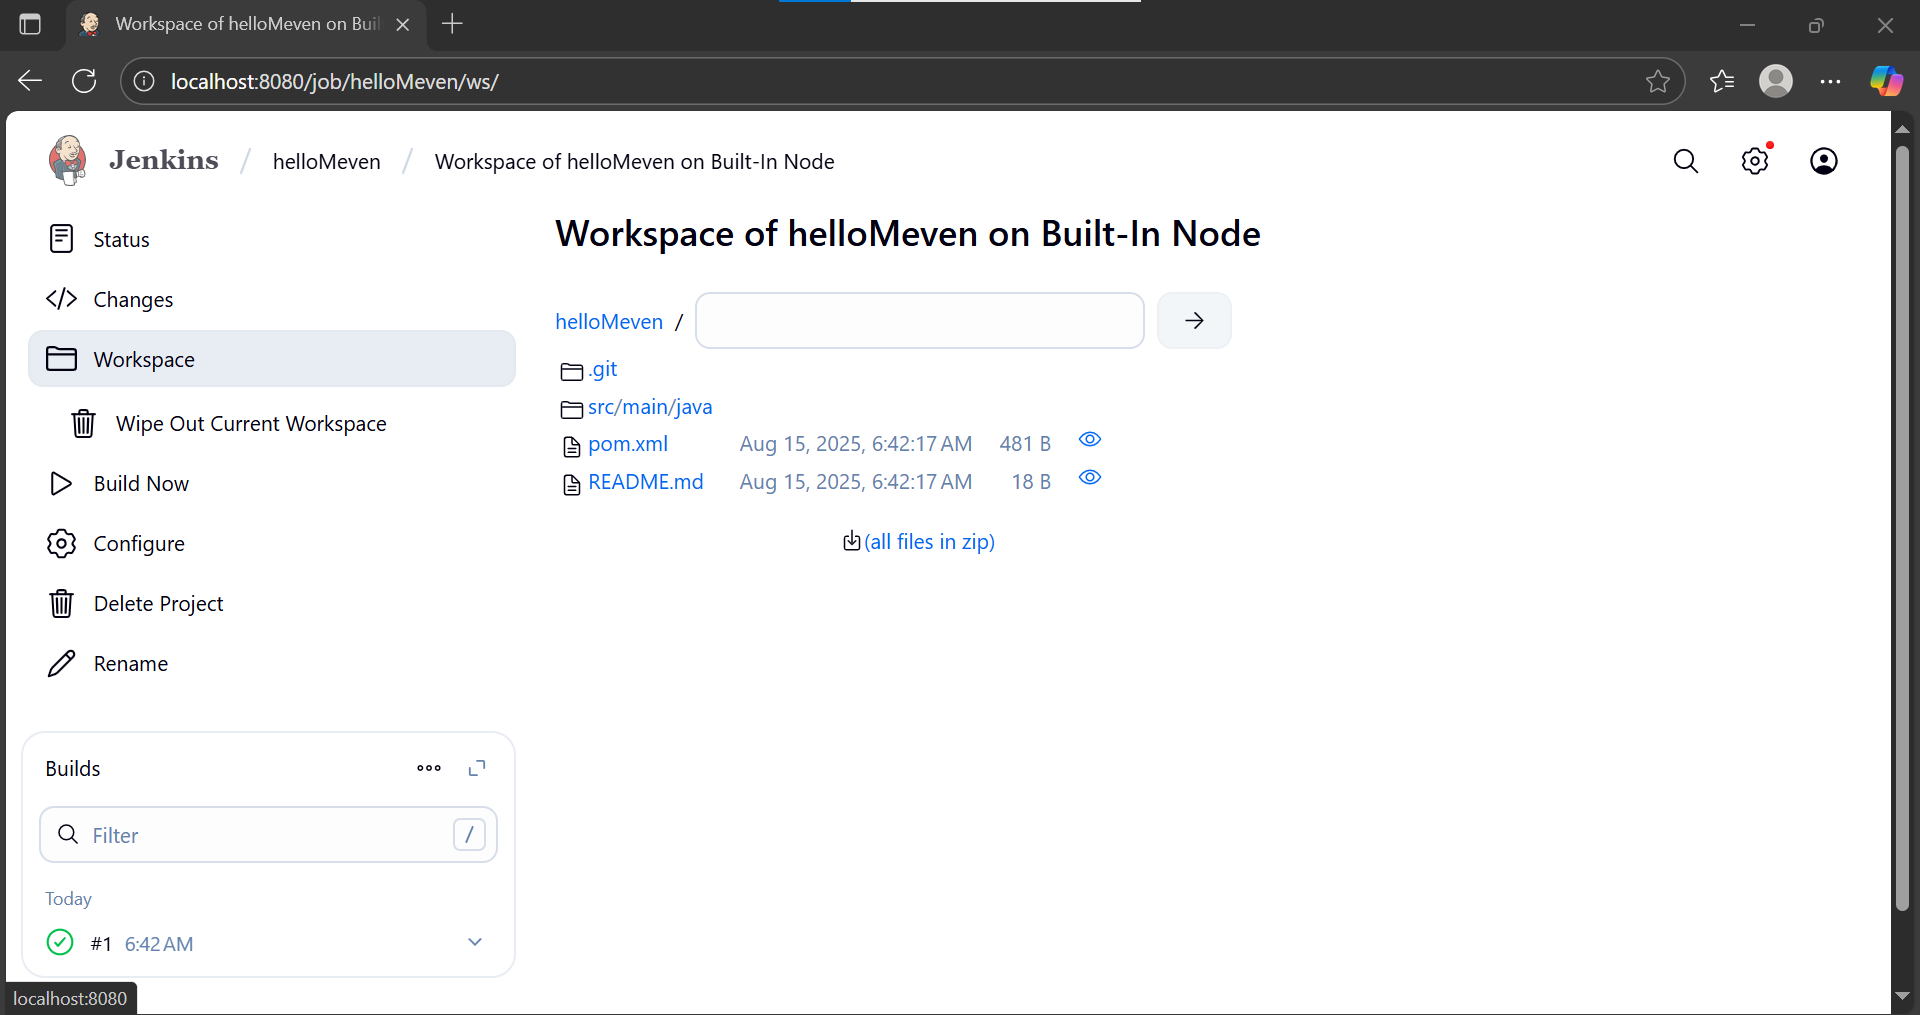 Workspace of helloMeven on Buil
localhost:8080/job/helloMeven/ws/
Jenkins / helloMeven / Workspace of helloMeven on Built-In Node
Status
Changes
Workspace
Wipe Out Current Workspace
Build Now
Configure
Delete Project
Rename
Builds
Filter /
Today
#1 6:42 AM
Workspace of helloMeven on Built-In Node
helloMeven /
.git
src/main/java
pom.xml Aug 15, 2025, 6:42:17 AM 481 B
README.md Aug 15, 2025, 6:42:17 AM 18 B
(all files in zip)
localhost:8080